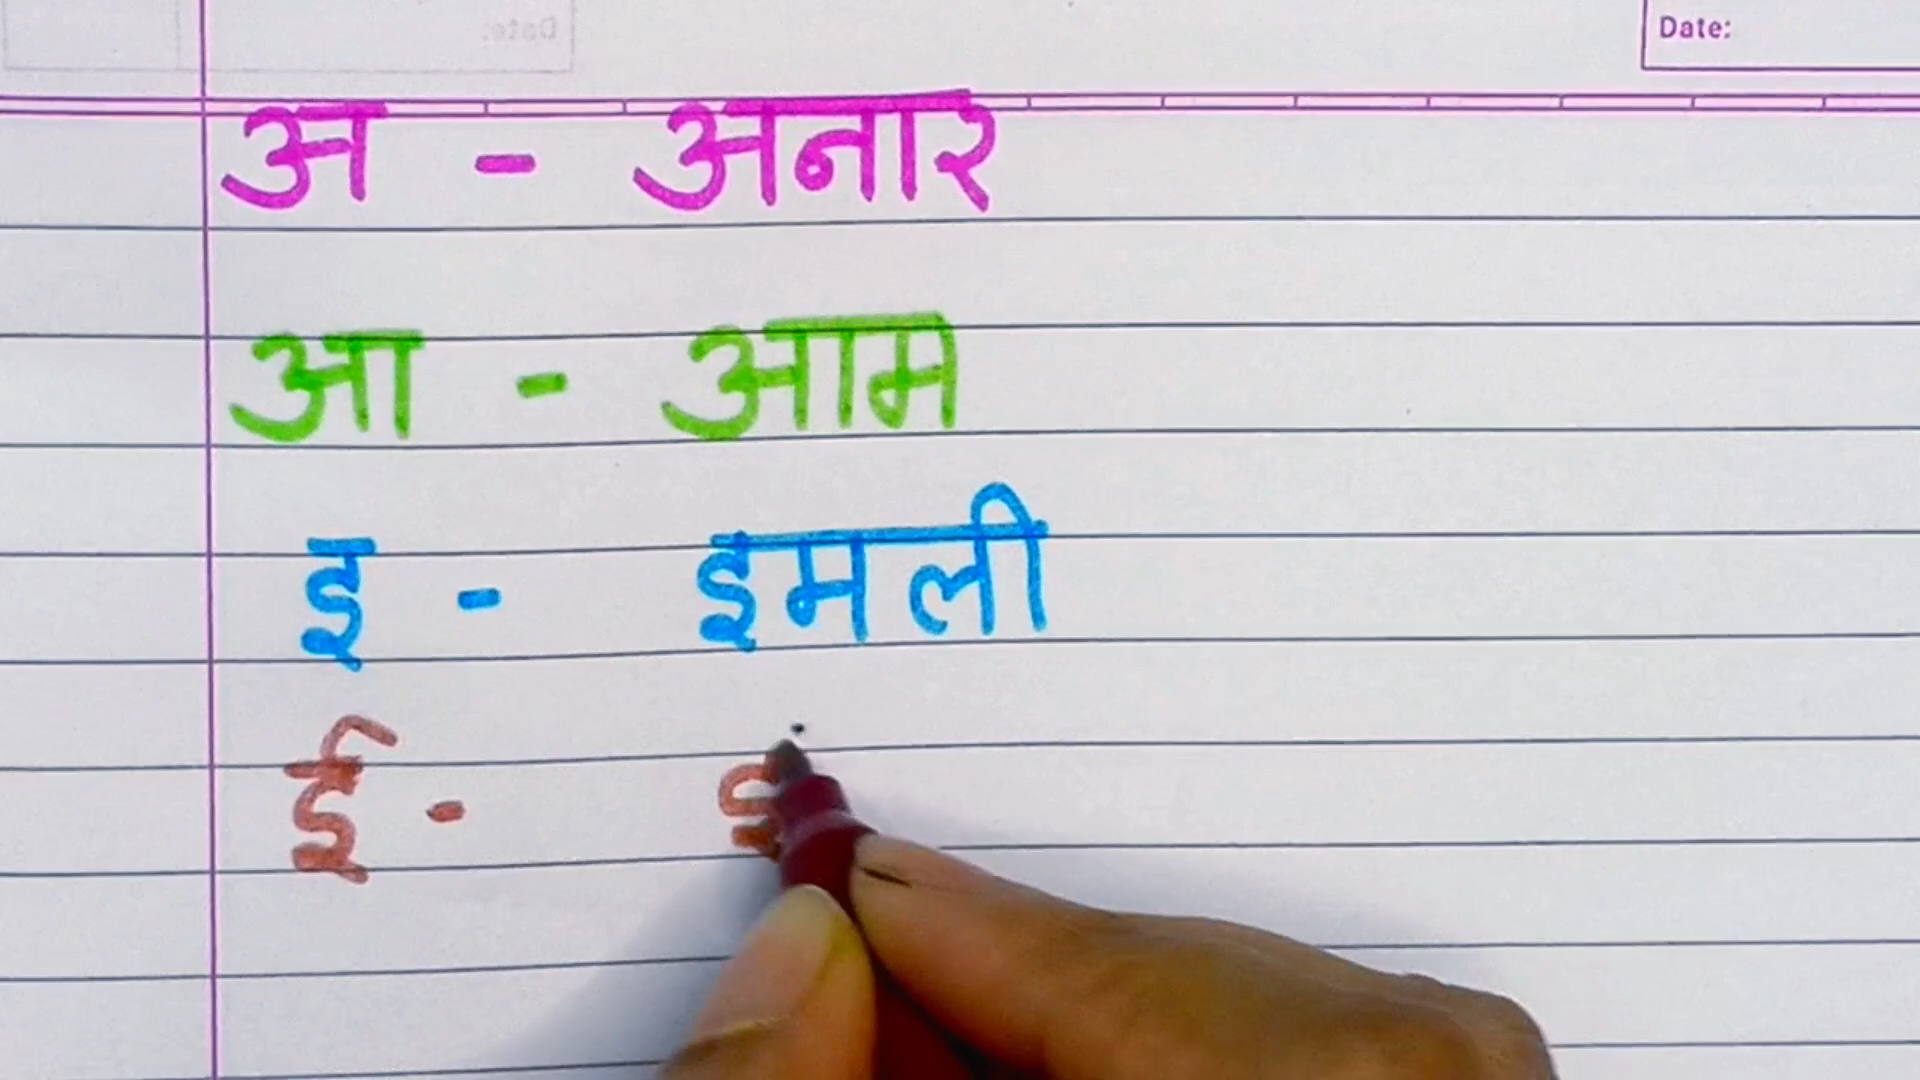 Date:
अ - अनार
आ - आम
इ - इमली
ई -